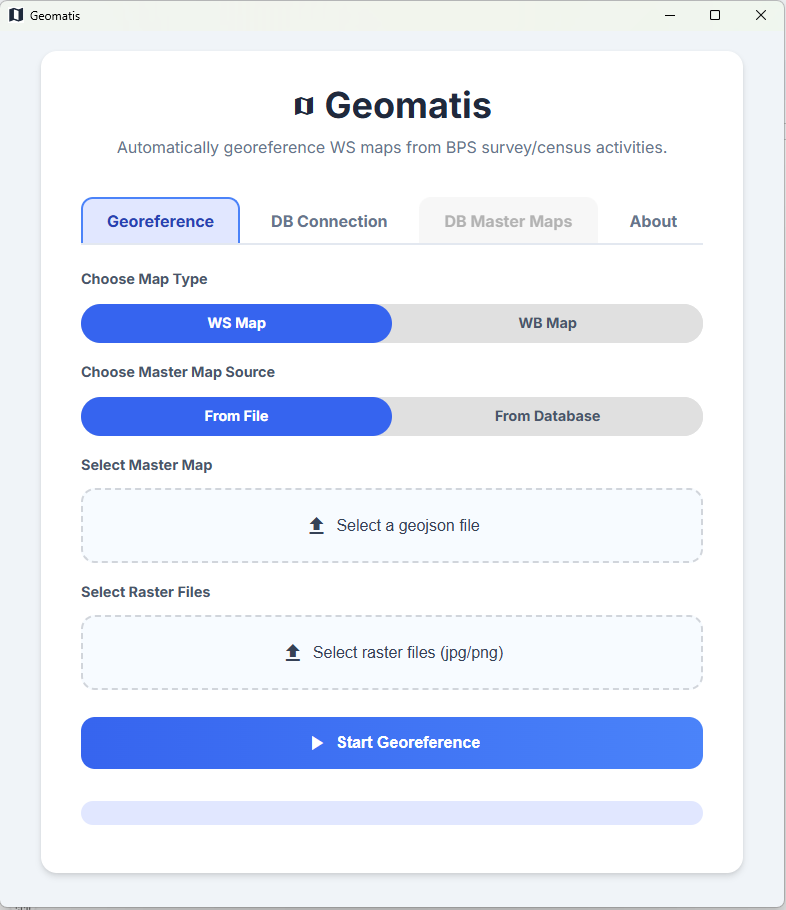 Geomatis
Geomatis
Automatically georeference WS maps from BPS survey/census activities.
Georeference DB Connection DB Master Maps About
Choose Map Type
WS Map WB Map
Choose Master Map Source
From File From Database
Select Master Map
Select a geojson file
Select Raster Files
Select raster files (jpg/png)
Start Georeference